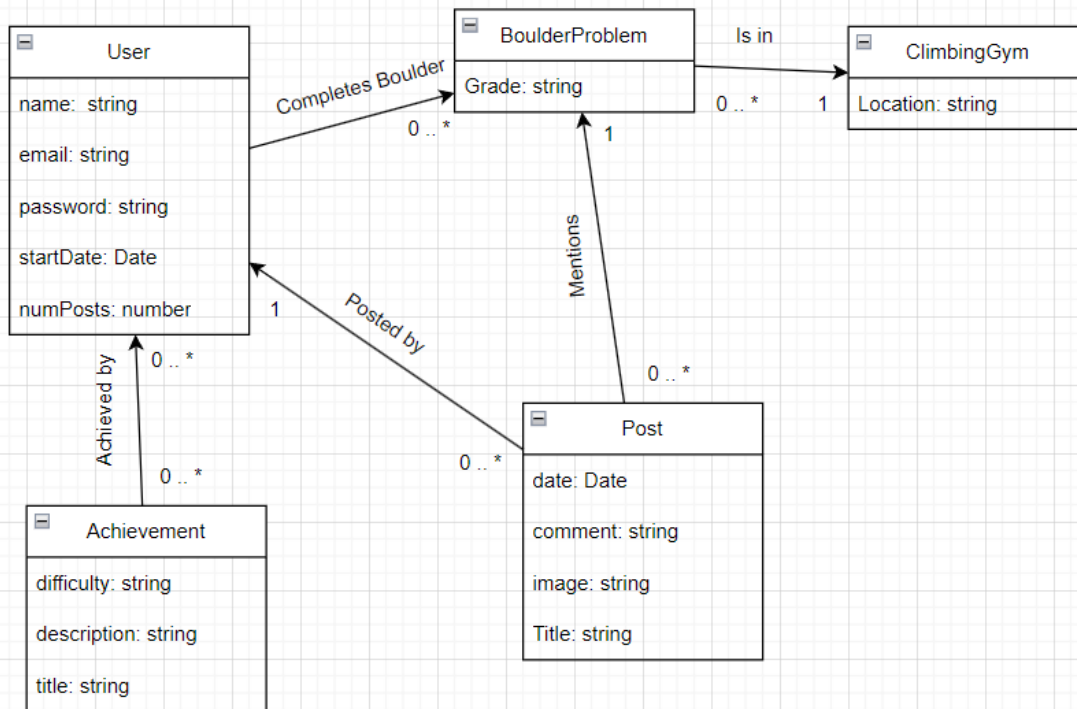 User
name: string
email: string
password: string
startDate: Date
numPosts: number
Completes Boulder
0 .. *
BoulderProblem
Grade: string
Is in
0 .. *
1
ClimbingGym
Location: string
1
Mentions
0 .. *
1
Posted by
0 .. *
0 .. *
Achieved by
0 .. *
Post
date: Date
comment: string
image: string
Title: string
Achievement
difficulty: string
description: string
title: string